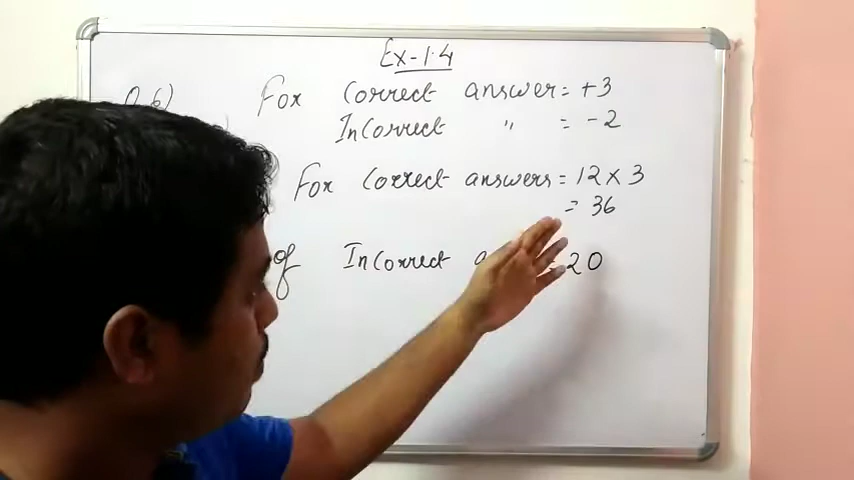 Ex-1.4
Q.6) For Correct answer = +3
InCorrect " = -2
For Correct answers = 12 x 3
= 36
of InCorrect 20